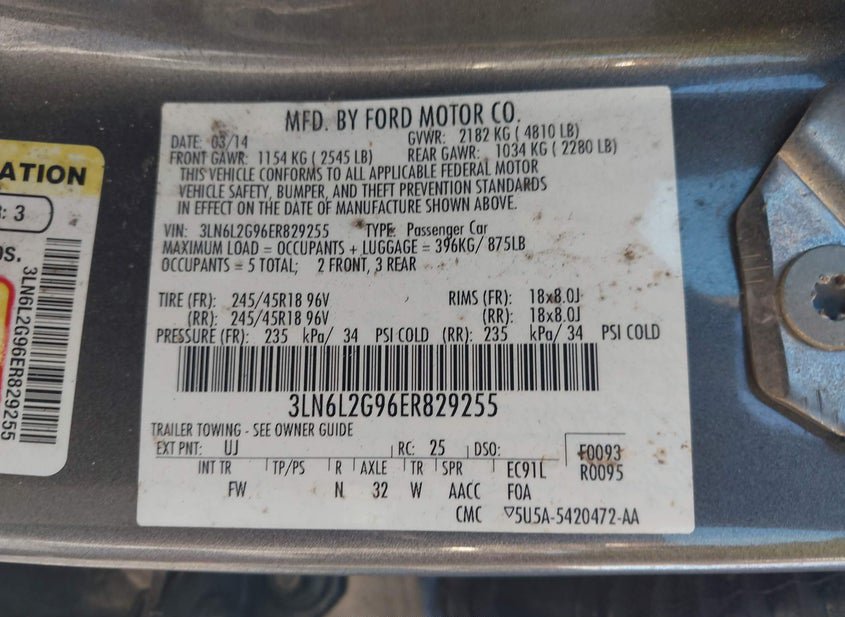 ATION
: 3
OS.
3LN6L2G96ER829255
MFD. BY FORD MOTOR CO.
DATE: 03/14 GVWR: 2182 KG ( 4810 LB)
FRONT GAWR: 1154 KG ( 2545 LB) REAR GAWR: 1034 KG ( 2280 LB)
THIS VEHICLE CONFORMS TO ALL APPLICABLE FEDERAL MOTOR
VEHICLE SAFETY, BUMPER, AND THEFT PREVENTION STANDARDS
IN EFFECT ON THE DATE OF MANUFACTURE SHOWN ABOVE.
VIN: 3LN6L2G96ER829255 TYPE: Passenger Car
MAXIMUM LOAD = OCCUPANTS + LUGGAGE = 396KG/ 875LB
OCCUPANTS = 5 TOTAL; 2 FRONT, 3 REAR
TIRE (FR): 245/45R18 96V RIMS (FR): 18x8.0J
(RR): 245/45R18 96V (RR): 18x8.0J
PRESSURE (FR): 235 kPa/ 34 PSI COLD (RR): 235 kPa/ 34 PSI COLD
3LN6L2G96ER829255
TRAILER TOWING - SEE OWNER GUIDE
EXT PNT: UJ RC: 25 DSO: F0093
INT TR TP/PS R AXLE TR SPR EC91L R0095
FW N 32 W AACC FOA
CMC ▽5U5A-5420472-AA